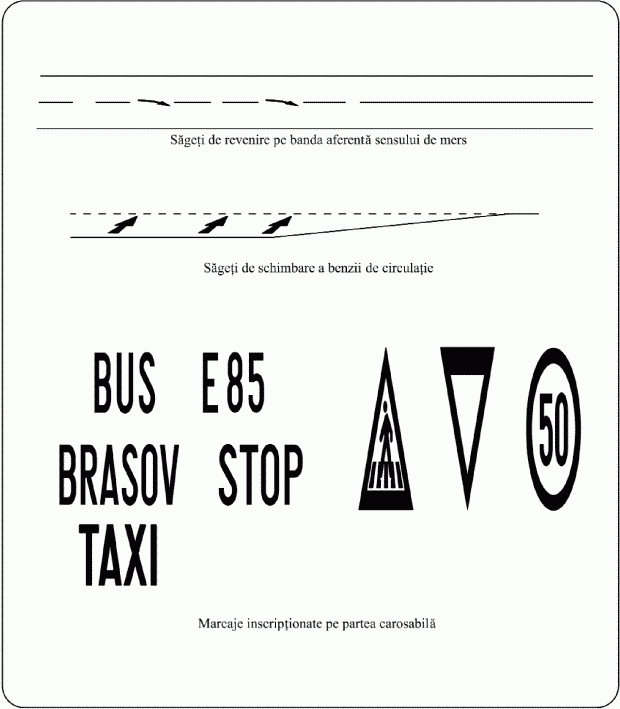 Săgeți de revenire pe banda aferentă sensului de mers
Săgeți de schimbare a benzii de circulație
BUS E 85
BRASOV STOP
TAXI
50
Marcaje inscripționate pe partea carosabilă